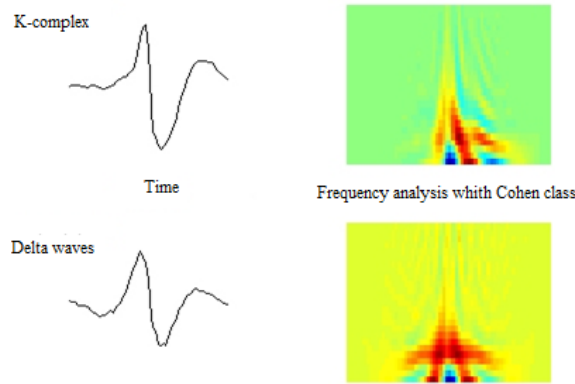 K-complex
Time
Frequency analysis whith Cohen class
Delta waves